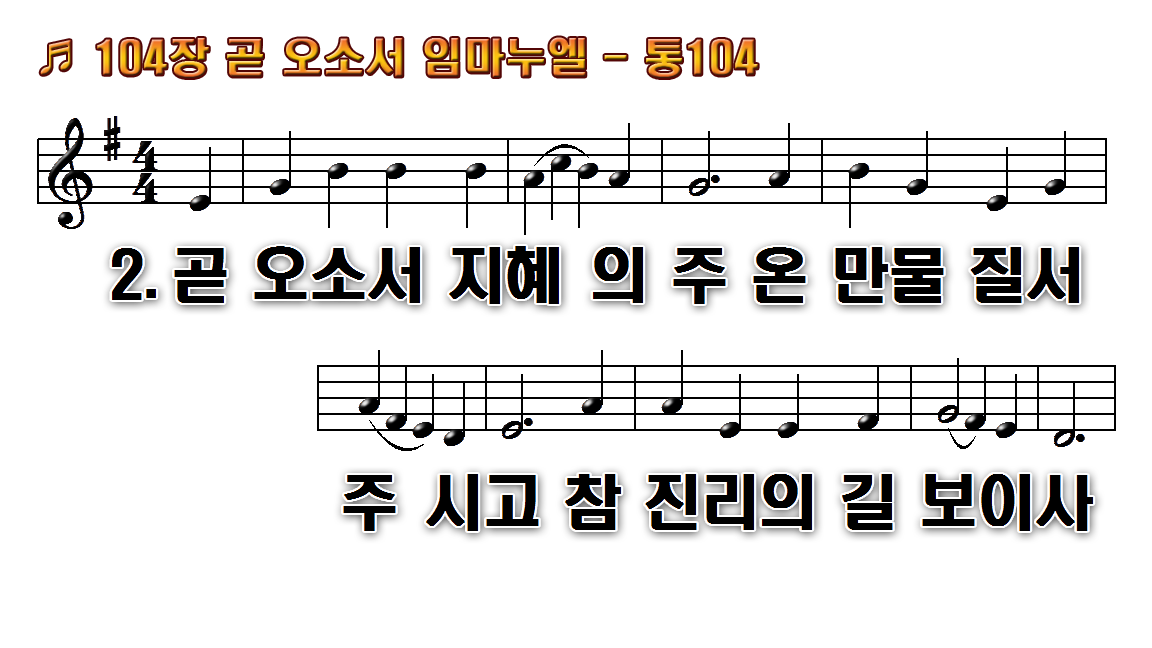 ♬ 104장 곧 오소서 임마누엘 - 통104
4
4
2. 곧 오소서 지혜 의 주 온 만물 질서
주 시고 참 진리의 길 보이사